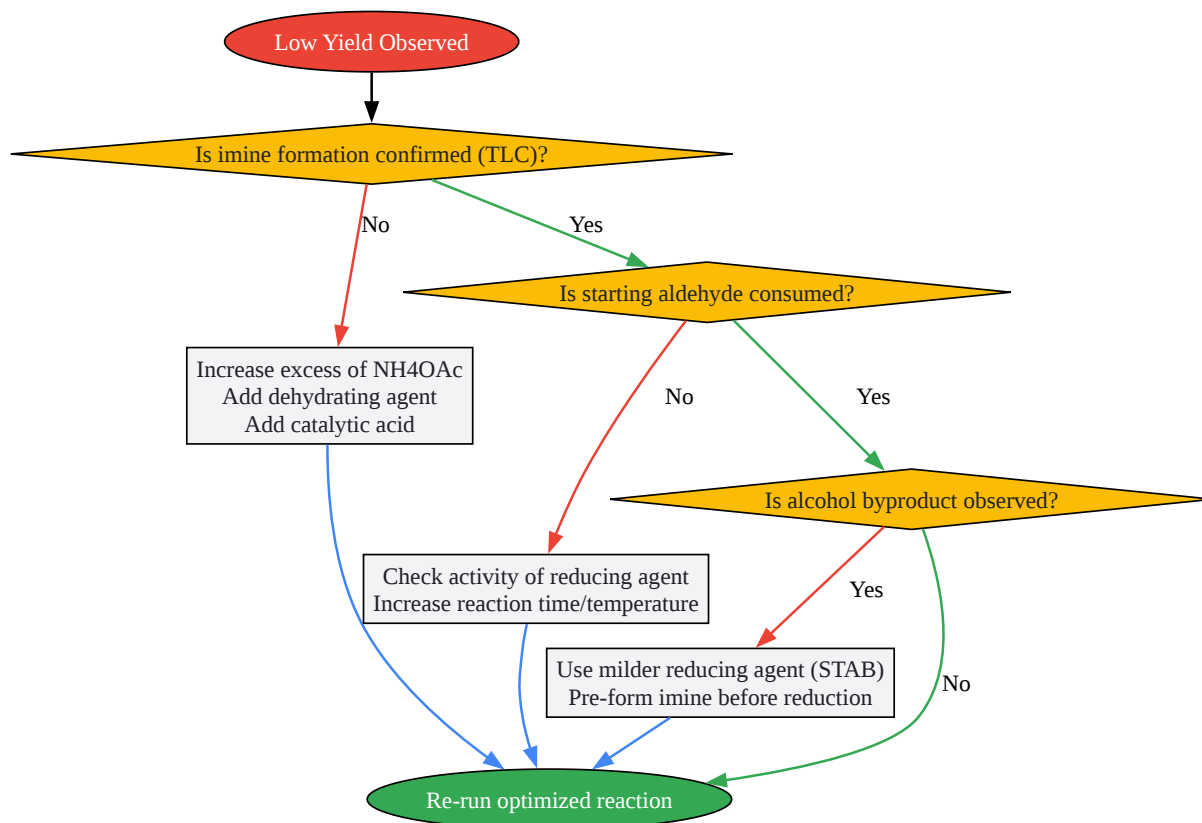 Low Yield Observed
Is imine formation confirmed (TLC)?
No
Yes
Is starting aldehyde consumed?
Increase excess of NH4OAc
Add dehydrating agent
Add catalytic acid
No
Yes
Is alcohol byproduct observed?
Check activity of reducing agent
Increase reaction time/temperature
Yes
Use milder reducing agent (STAB)
Pre-form imine before reduction
No
Re-run optimized reaction